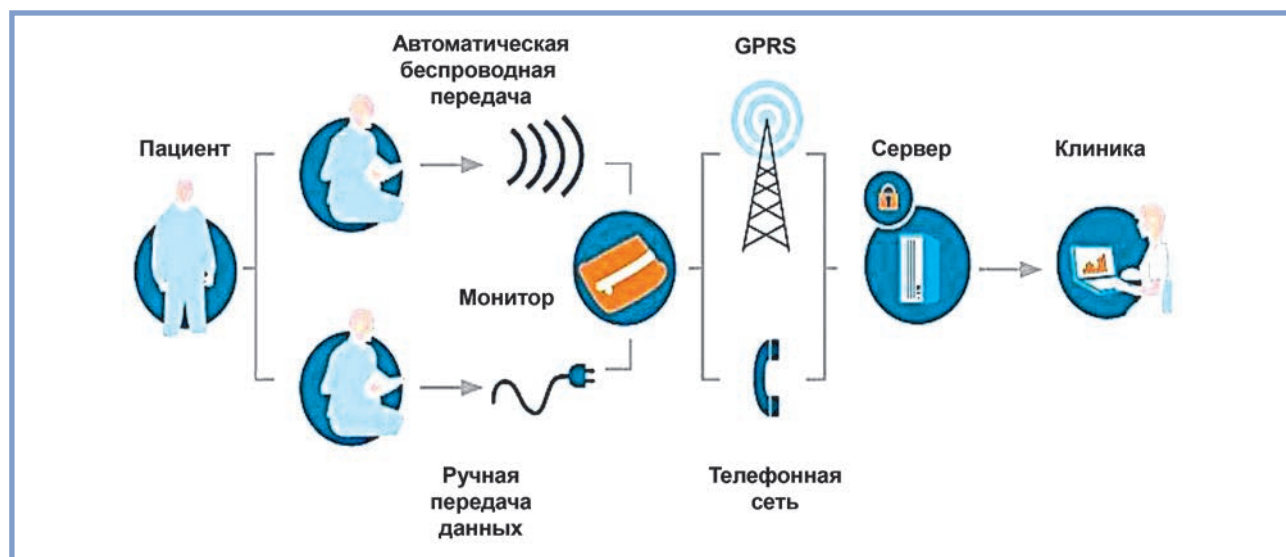 Автоматическая
беспроводная
передача
GPRS
Пациент
Сервер
Клиника
Монитор
Ручная
передача
данных
Телефонная
сеть